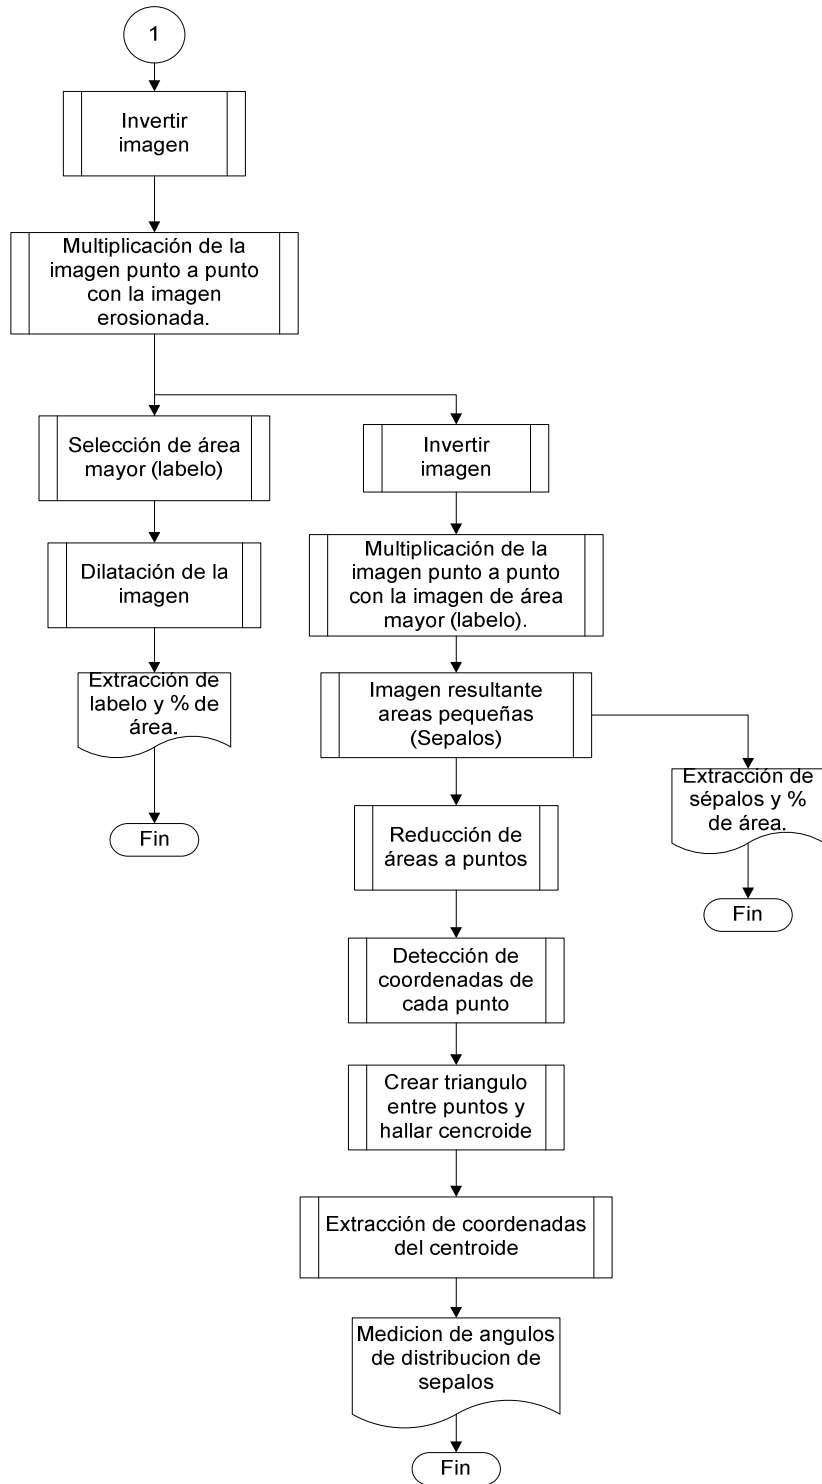 1
Invertir
imagen
Multiplicación de la
imagen punto a punto
con la imagen
erosionada.
Selección de área
mayor (labelo)
Dilatación de la
imagen
Extracción de
labelo y % de
área.
Fin
Invertir
imagen
Multiplicación de la
imagen punto a punto
con la imagen de área
mayor (labelo).
Imagen resultante
areas pequeñas
(Sepalos)
Extracción de
sépalos y %
de área.
Fin
Reducción de
áreas a puntos
Detección de
coordenadas de
cada punto
Crear triangulo
entre puntos y
hallar cencroide
Extracción de coordenadas
del centroide
Medicion de angulos
de distribucion de
sepalos
Fin